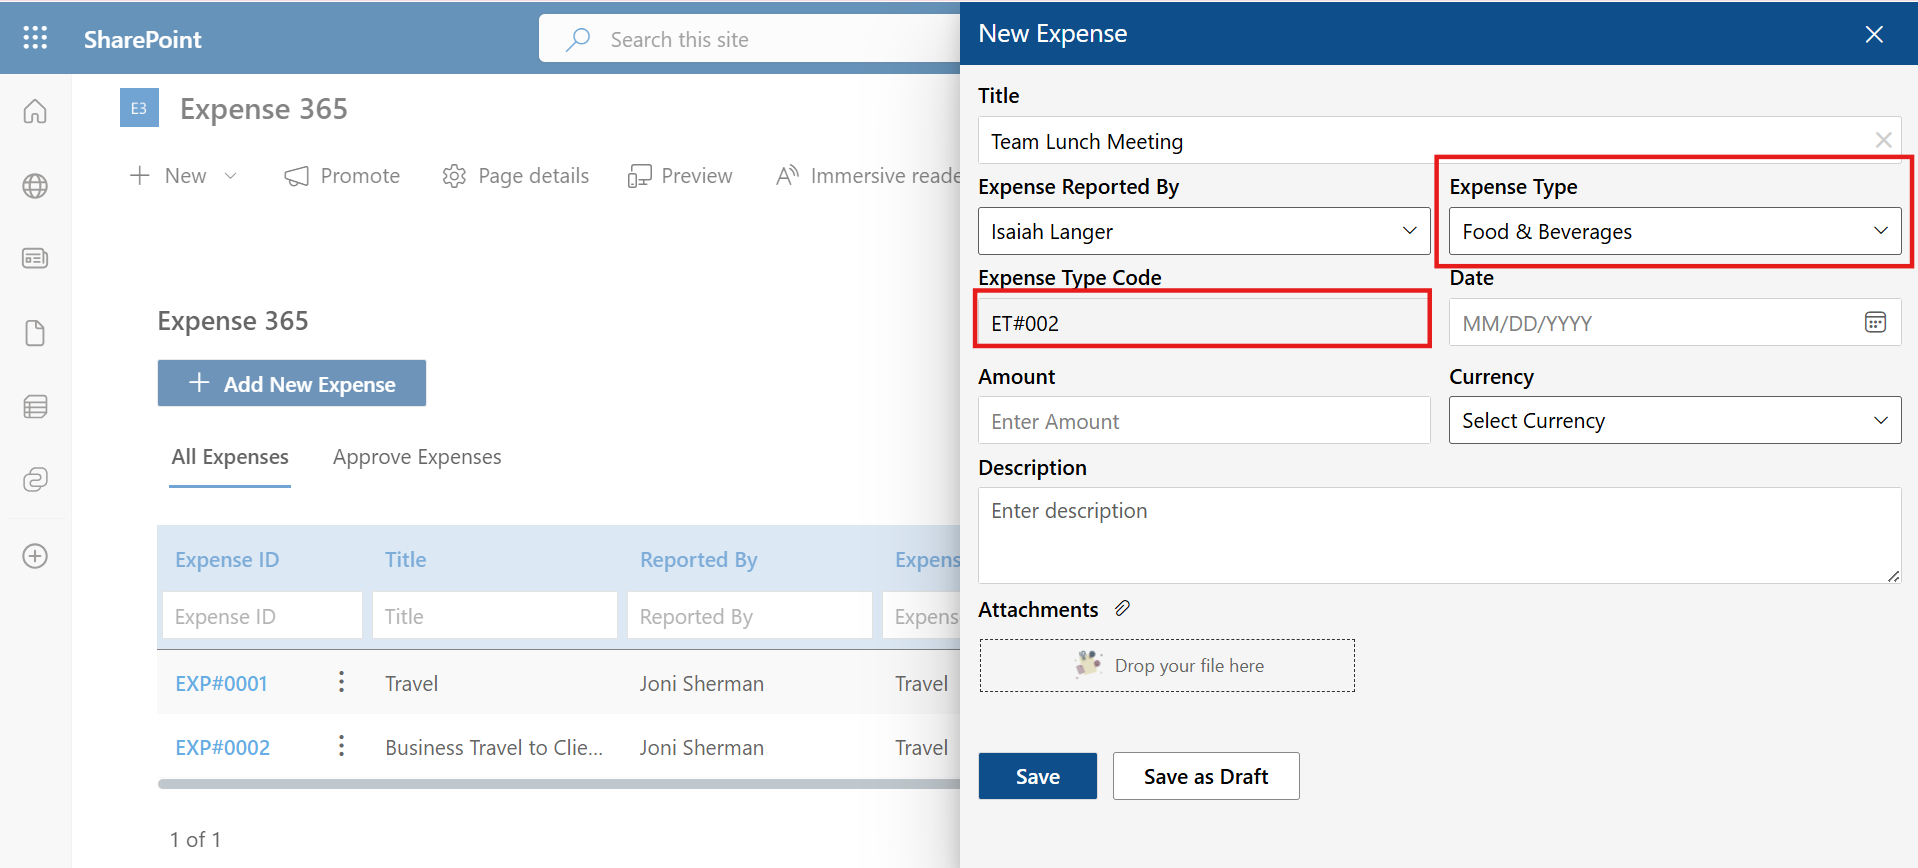 SharePoint
Search this site
E3
Expense 365
New
Promote
Page details
Preview
Immersive reade
Expense 365
Add New Expense
All Expenses
Approve Expenses
Expense ID
Title
Reported By
Expens
Expense ID
Title
Reported By
Expens
EXP#0001
Travel
Joni Sherman
Travel
EXP#0002
Business Travel to Clie...
Joni Sherman
Travel
1 of 1
New Expense
Title
Team Lunch Meeting
Expense Reported By
Expense Type
Isaiah Langer
Food & Beverages
Expense Type Code
Date
ET#002
MM/DD/YYYY
Amount
Currency
Enter Amount
Select Currency
Description
Enter description
Attachments
Drop your file here
Save
Save as Draft